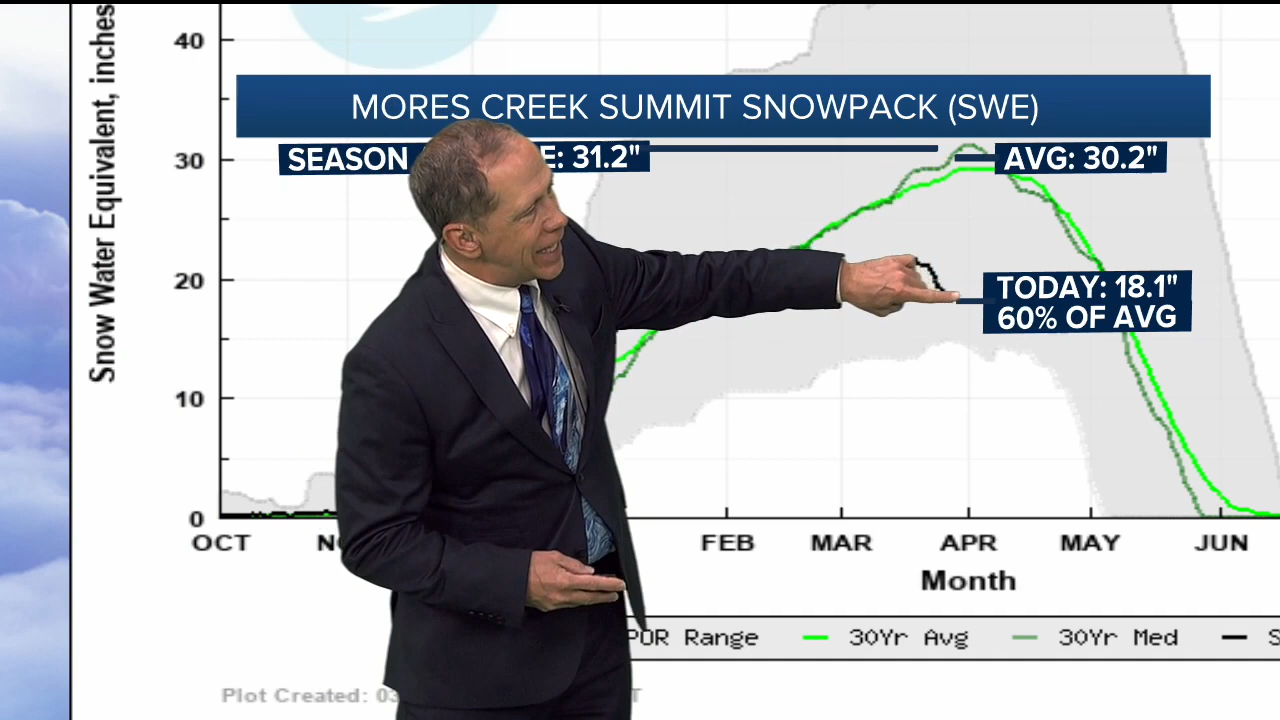 40
MORES CREEK SUMMIT SNOWPACK (SWE)
SEASON E: 31.2"
30
AVG: 30.2"
Snow Water Equivalent, inches
20
TODAY: 18.1"
60% OF AVG
10
0
OCT FEB MAR APR MAY JUN
Month
POR Range 30Yr Avg 30Yr Med
Plot Created: 03